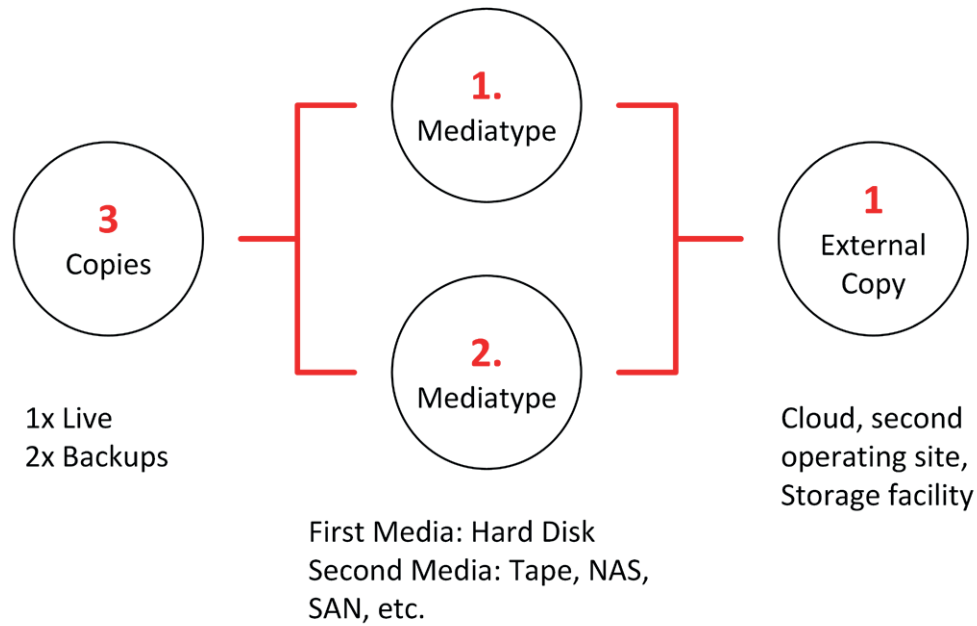 3
Copies
1x Live
2x Backups
1.
Mediatype
2.
Mediatype
First Media: Hard Disk
Second Media: Tape, NAS,
SAN, etc.
1
External
Copy
Cloud, second
operating site,
Storage facility